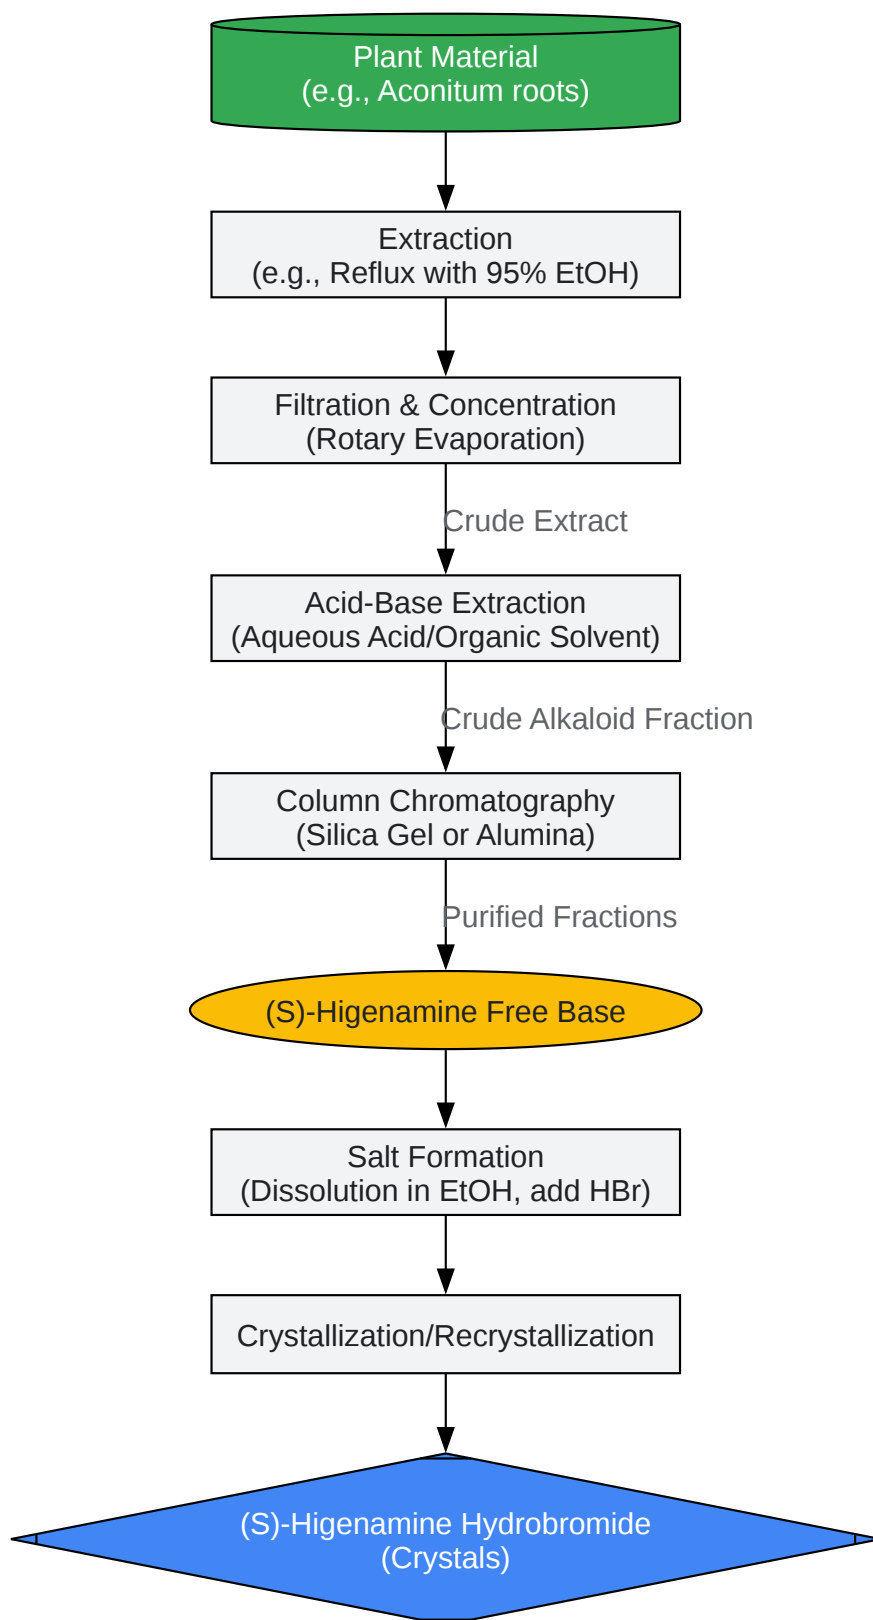 Plant Material
(e.g., Aconitum roots)
Extraction
(e.g., Reflux with 95% EtOH)
Filtration & Concentration
(Rotary Evaporation)
Crude Extract
Acid-Base Extraction
(Aqueous Acid/Organic Solvent)
Crude Alkaloid Fraction
Column Chromatography
(Silica Gel or Alumina)
Purified Fractions
(S)-Higenamine Free Base
Salt Formation
(Dissolution in EtOH, add HBr)
Crystallization/Recrystallization
(S)-Higenamine Hydrobromide
(Crystals)